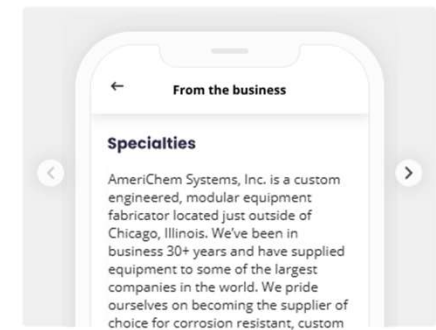 From the business
Specialties
AmeriChem Systems, Inc. is a custom
engineered, modular equipment
fabricator located just outside of
Chicago, Illinois. We've been in
business 30+ years and have supplied
equipment to some of the largest
companies in the world. We pride
ourselves on becoming the supplier of
choice for corrosion resistant, custom